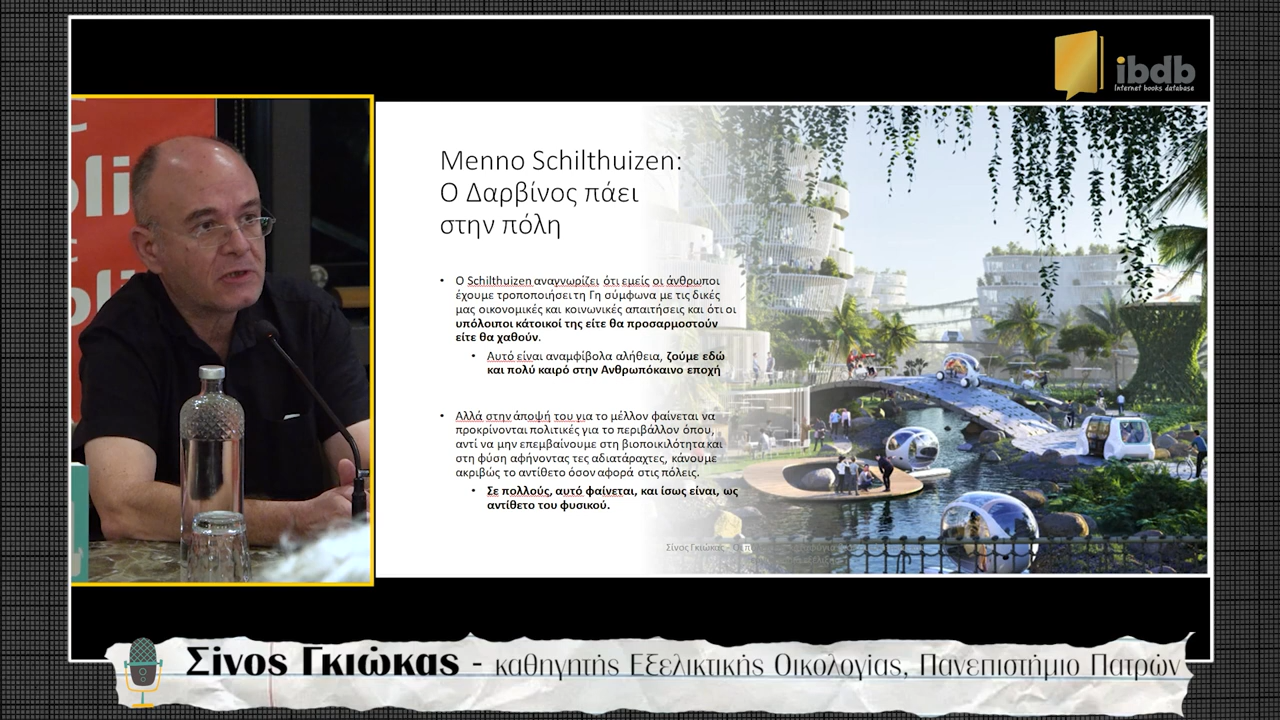 ibdb
Internet books database
Menno Schilthuizen:
Ο Δαρβίνος πάει
στην πόλη
• Ο Schilthuizen αναγνωρίζει ότι εμείς οι άνθρωποι
έχουμε τροποποιήσει τη Γη σύμφωνα με τις δικές
μας οικονομικές και κοινωνικές απαιτήσεις και ότι οι
υπόλοιποι κάτοικοί της είτε θα προσαρμοστούν
είτε θα χαθούν.
• Αυτό είναι αναμφίβολα αλήθεια, ζούμε εδώ
και πολύ καιρό στην Ανθρωπόκαινο εποχή
• Αλλά στην άποψή του για το μέλλον φαίνεται να
προκρίνονται πολιτικές για το περιβάλλον όπου,
αντί να μην επεμβαίνουμε στη βιοποικιλότητα και
στη φύση αφήνοντας τες αδιατάραχτες, κάνουμε
ακριβώς το αντίθετο όσον αφορά στις πόλεις.
• Σε πολλούς, αυτό φαίνεται, και ίσως είναι, ως
αντίθετο του φυσικού.
Σίνος Γκιώκας
Σίνος Γκιώκας - καθηγητής Εξελικτικής Οικολογίας, Πανεπιστήμιο Πατρών